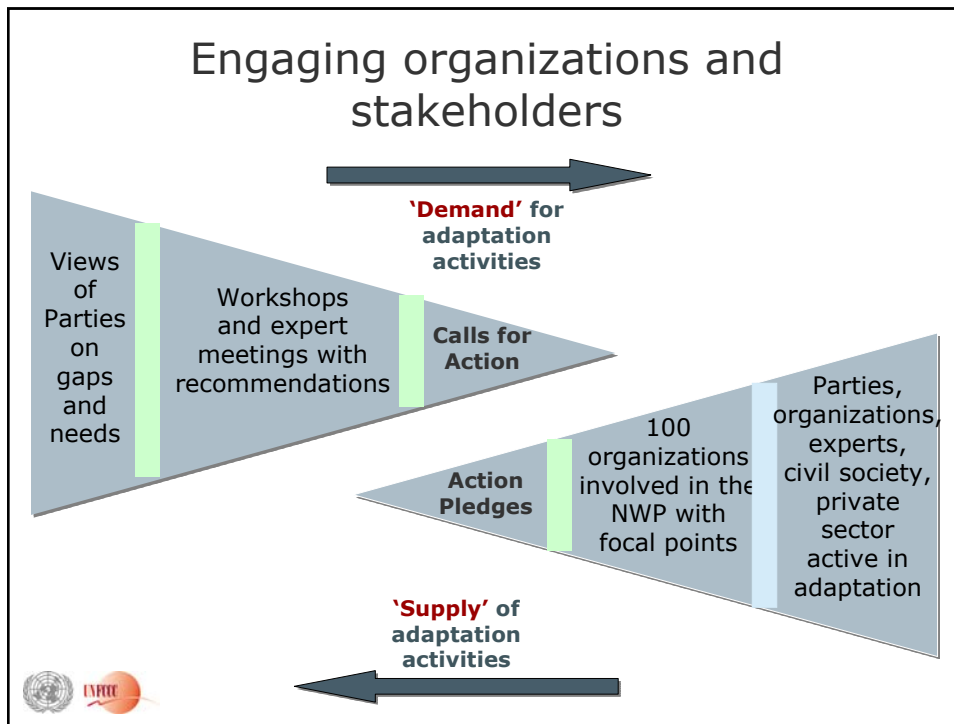 Engaging organizations and
stakeholders
‘Demand’ for
adaptation
activities
Views
of
Parties
on
gaps
and
needs
Workshops
and expert
meetings with
recommendations
Calls for
Action
Action
Pledges
100
organizations
involved in the
NWP with
focal points
Parties,
organizations,
experts,
civil society,
private
sector
active in
adaptation
‘Supply’ of
adaptation
activities
UNFCCC